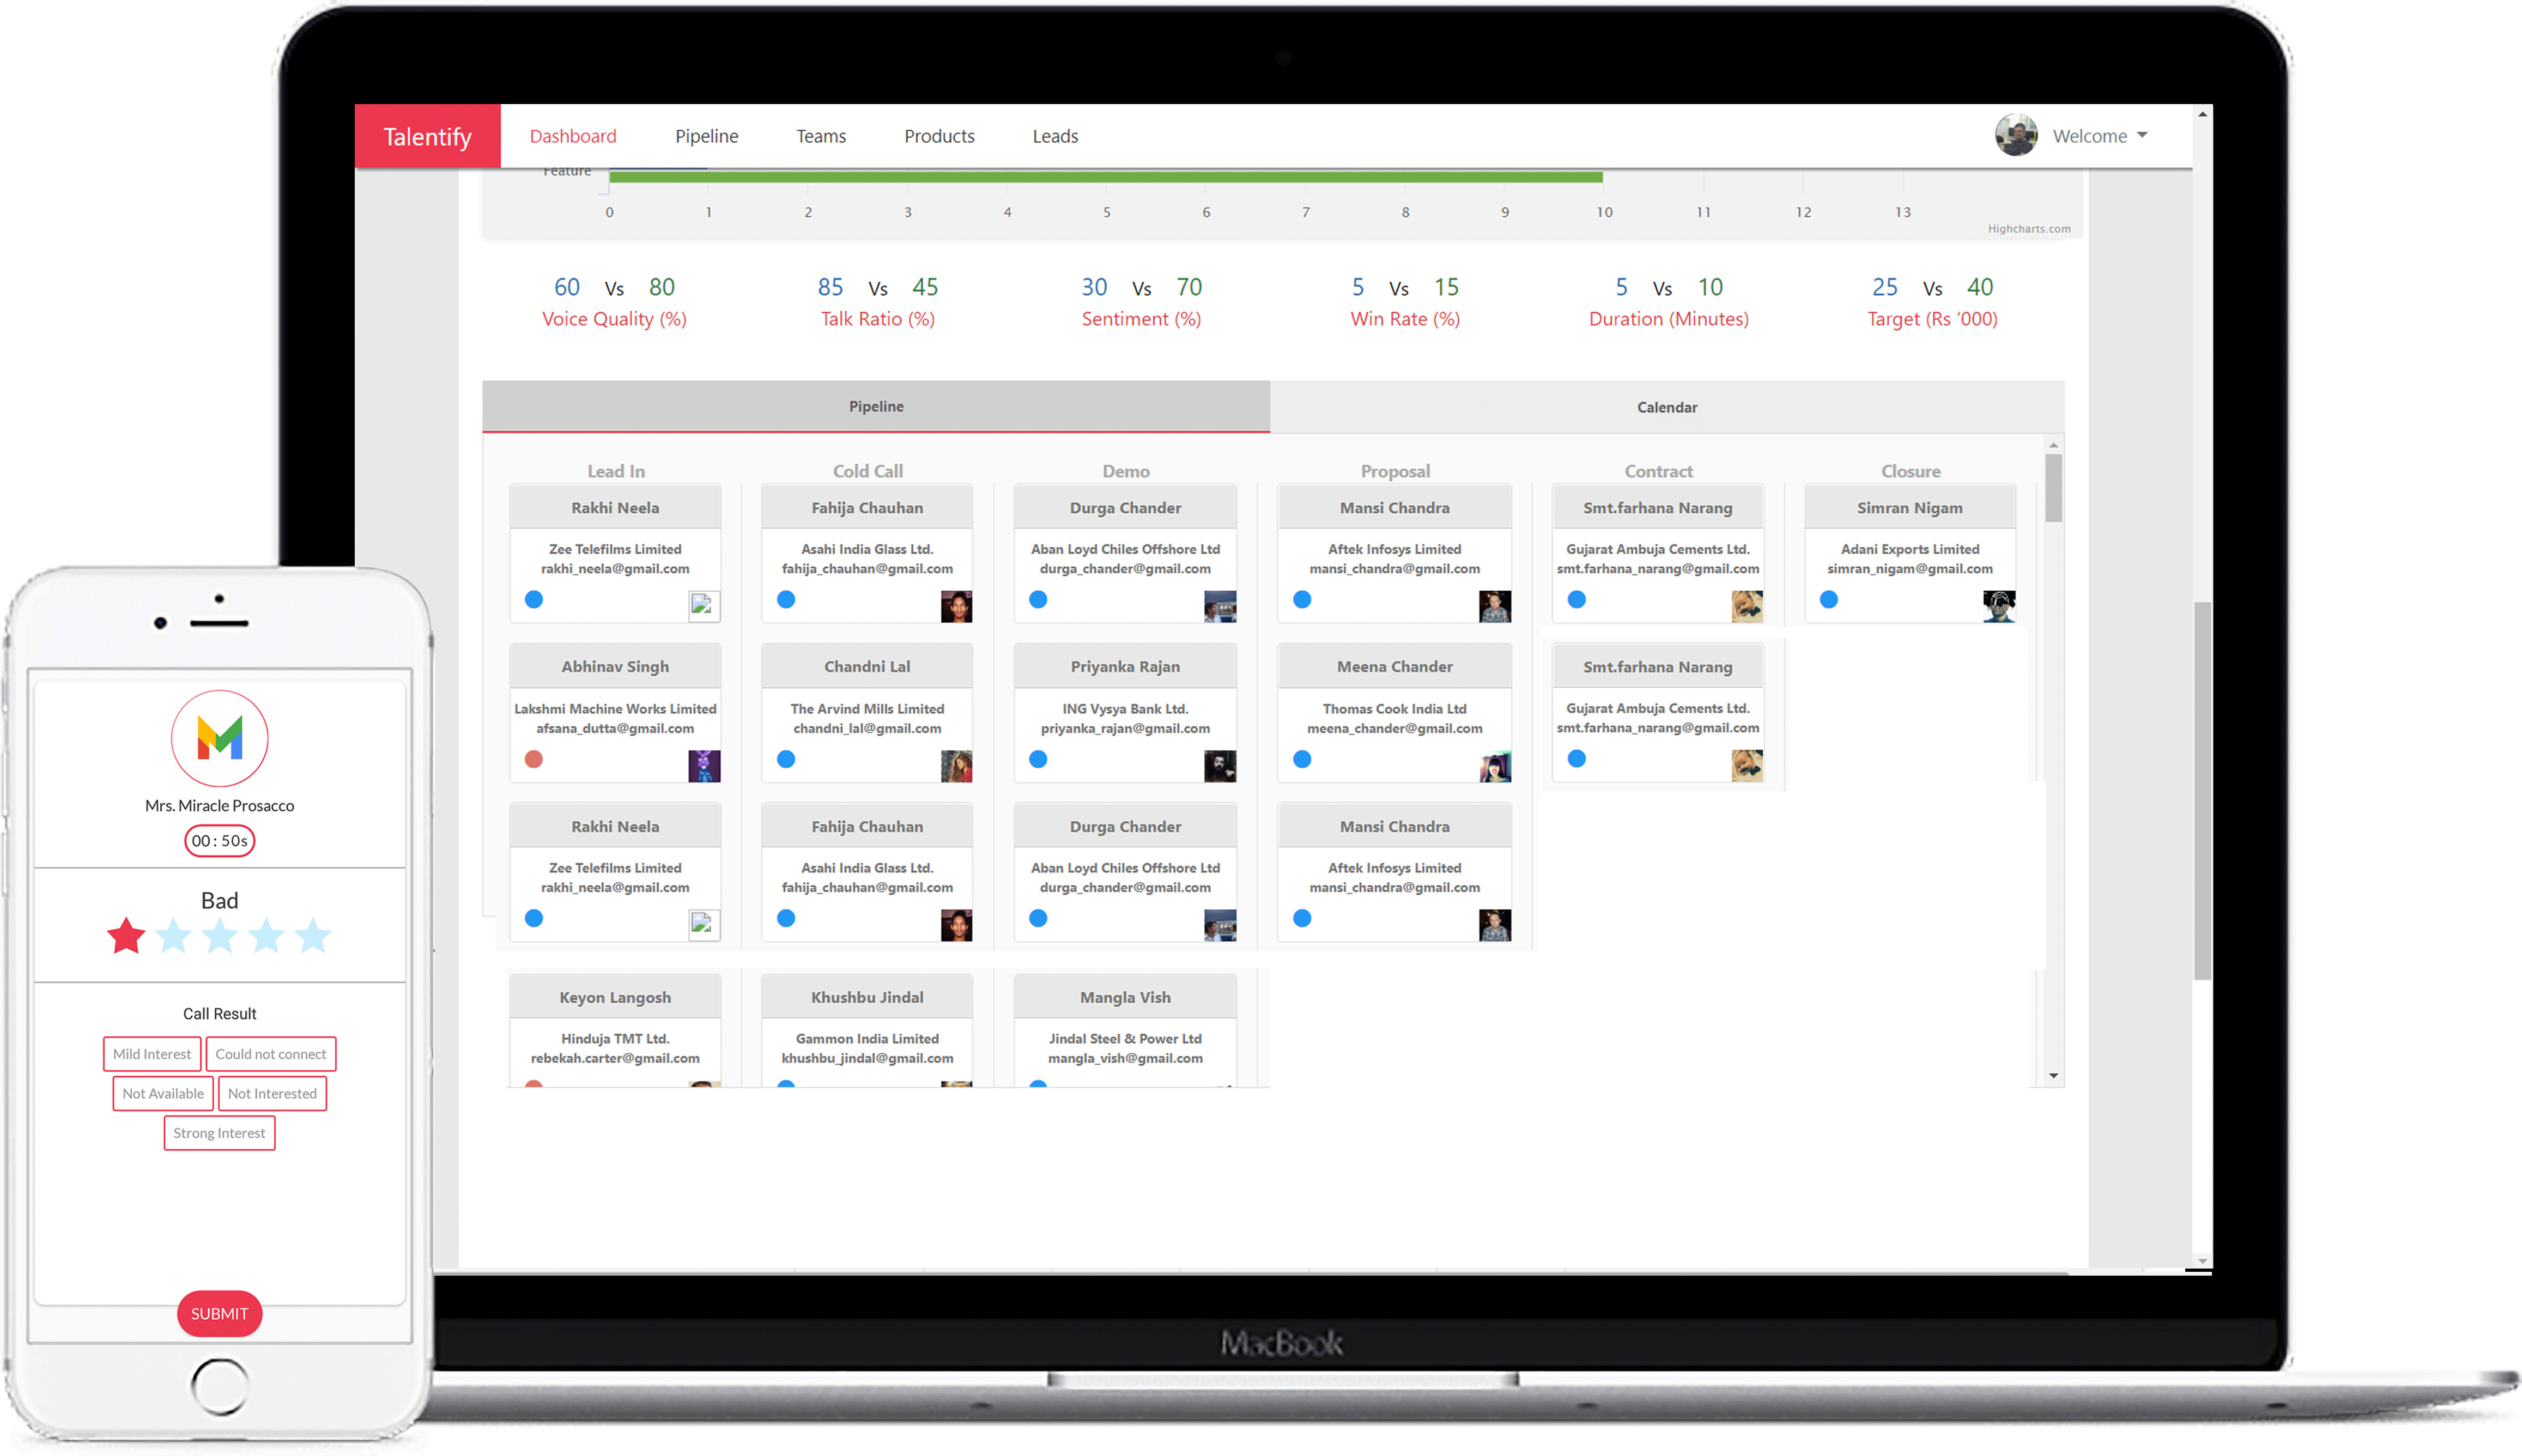 Talentify Dashboard Pipeline Teams Products Leads Welcome
Feature
0 1 2 3 4 5 6 7 8 9 10 11 12 13
Highcharts.com
60 Vs 80 85 Vs 45 30 Vs 70 5 Vs 15 5 Vs 10 25 Vs 40
Voice Quality (%) Talk Ratio (%) Sentiment (%) Win Rate (%) Duration (Minutes) Target (Rs ‘000)
Pipeline Calendar
Lead In Cold Call Demo Proposal Contract Closure
Rakhi Neela Fahija Chauhan Durga Chander Mansi Chandra Smt.farhana Narang Simran Nigam
Zee Telefilms Limited Asahi India Glass Ltd. Aban Loyd Chiles Offshore Ltd Aftek Infosys Limited Gujarat Ambuja Cements Ltd. Adani Exports Limited
rakhi_neela@gmail.com fahija_chauhan@gmail.com durga_chander@gmail.com mansi_chandra@gmail.com smt.farhana_narang@gmail.com simran_nigam@gmail.com
Abhinav Singh Chandni Lal Priyanka Rajan Meena Chander Smt.farhana Narang
Lakshmi Machine Works Limited The Arvind Mills Limited ING Vysya Bank Ltd. Thomas Cook India Ltd Gujarat Ambuja Cements Ltd.
afsana_dutta@gmail.com chandni_lal@gmail.com priyanka_rajan@gmail.com meena_chander@gmail.com smt.farhana_narang@gmail.com
Rakhi Neela Fahija Chauhan Durga Chander Mansi Chandra
Zee Telefilms Limited Asahi India Glass Ltd. Aban Loyd Chiles Offshore Ltd Aftek Infosys Limited
rakhi_neela@gmail.com fahija_chauhan@gmail.com durga_chander@gmail.com mansi_chandra@gmail.com
Keyon Langosh Khushbu Jindal Mangla Vish
Hinduja TMT Ltd. Gammon India Limited Jindal Steel & Power Ltd
rebekah.carter@gmail.com khushbu_jindal@gmail.com mangla_vish@gmail.com
MacBook
M
Mrs. Miracle Prosacco
00 : 50s
Bad
Call Result
Mild Interest Could not connect
Not Available Not Interested
Strong Interest
SUBMIT